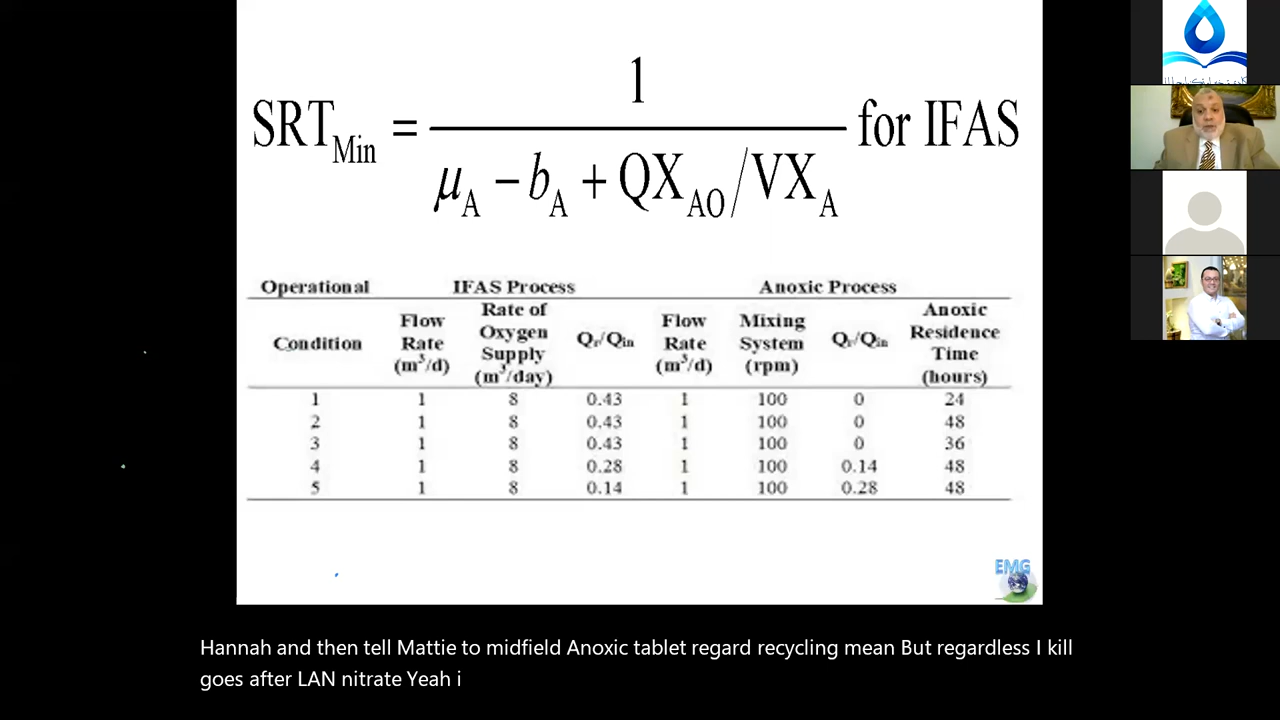 SRT_Min = 1 / (μ_A − b_A + QX_AO/VX_A) for IFAS
Operational IFAS Process Anoxic Process
Condition Flow Rate (m³/d) Rate of Oxygen Supply (m³/day) Qᵣ/Qᵢₙ Flow Rate (m³/d) Mixing System (rpm) Qᵣ/Qᵢₙ Anoxic Residence Time (hours)
1 1 8 0.43 1 100 0 24
2 1 8 0.43 1 100 0 48
3 1 8 0.43 1 100 0 36
4 1 8 0.28 1 100 0.14 48
5 1 8 0.14 1 100 0.28 48
EMG
Hannah and then tell Mattie to midfield Anoxic tablet regard recycling mean But regardless I kill
goes after LAN nitrate Yeah i